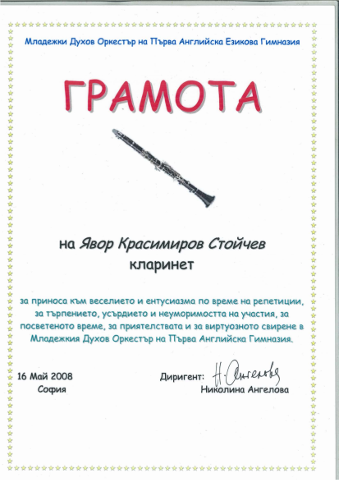 Младежки Духов Оркестър на Първа Английска Езикова Гимназия
ГРАМОТА
на Явор Красимиров Стойчев
кларинет
за приноса към веселието и ентусиазма по време на репетиции,
за търпението, усърдието и неуморимостта на участия, за
посветеното време, за приятелствата и за виртуозното свирене в
Младежкия Духов Оркестър на Първа Английска Гимназия.
16 Май 2008
София
Диригент: Н. Ангелова
Николина Ангелова